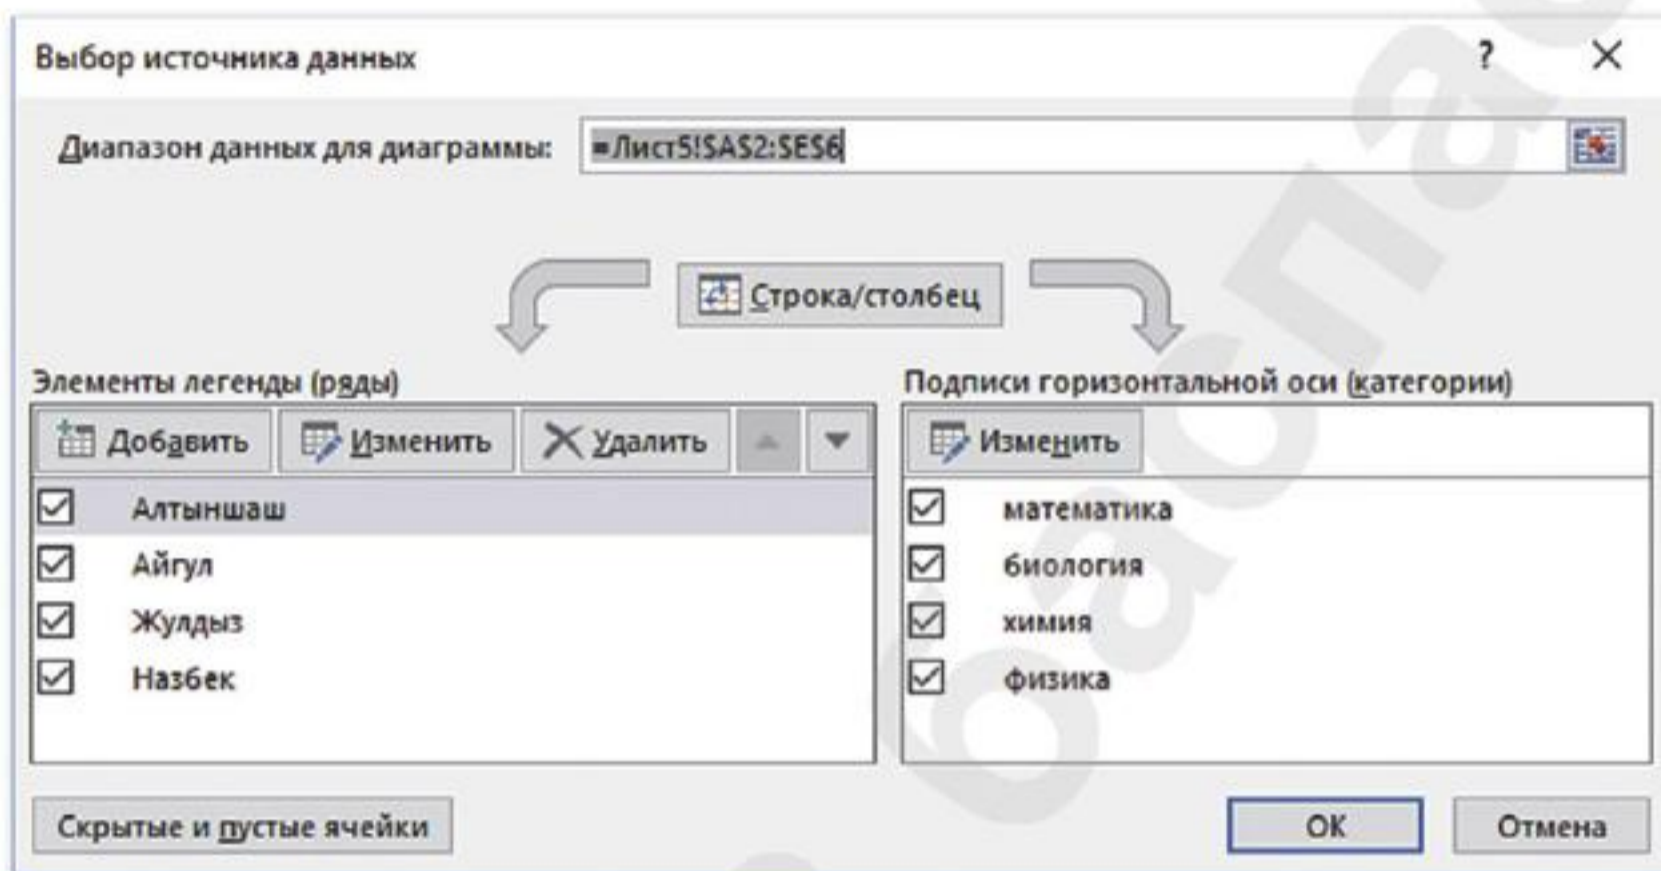 Выбор источника данных ?
Диапазон данных для диаграммы: =Лист5!$A$2:$E$6
Строка/столбец
Элементы легенды (ряды)
Добавить Изменить Удалить
Алтыншаш
Айгул
Жулдыз
Назбек
Подписи горизонтальной оси (категории)
Изменить
математика
биология
химия
физика
Скрытые и пустые ячейки
ОК Отмена